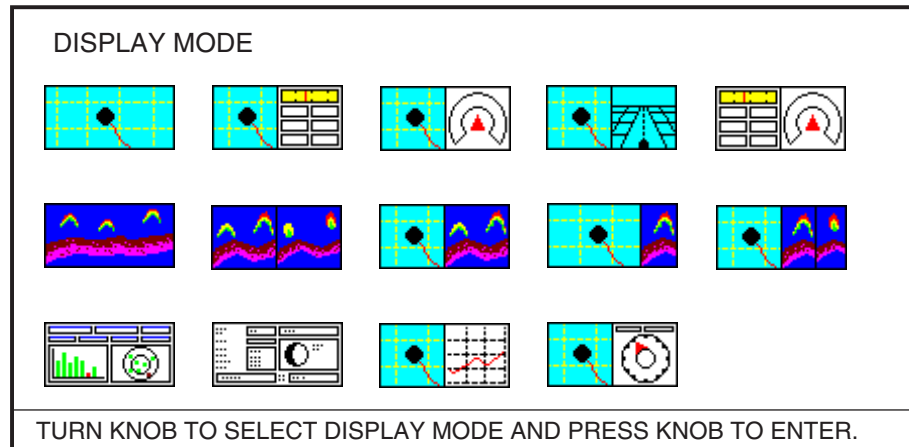 DISPLAY MODE
TURN KNOB TO SELECT DISPLAY MODE AND PRESS KNOB TO ENTER.